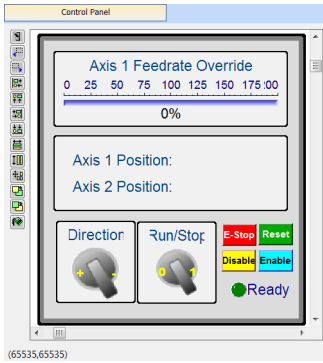 Control Panel
Axis 1 Feedrate Override
0 25 50 75 100 125 150 175 :00
0%
Axis 1 Position:
Axis 2 Position:
Direction Run/Stop
E-Stop Reset
+ - 0 1
Disable Enable
Ready
(65535,65535)